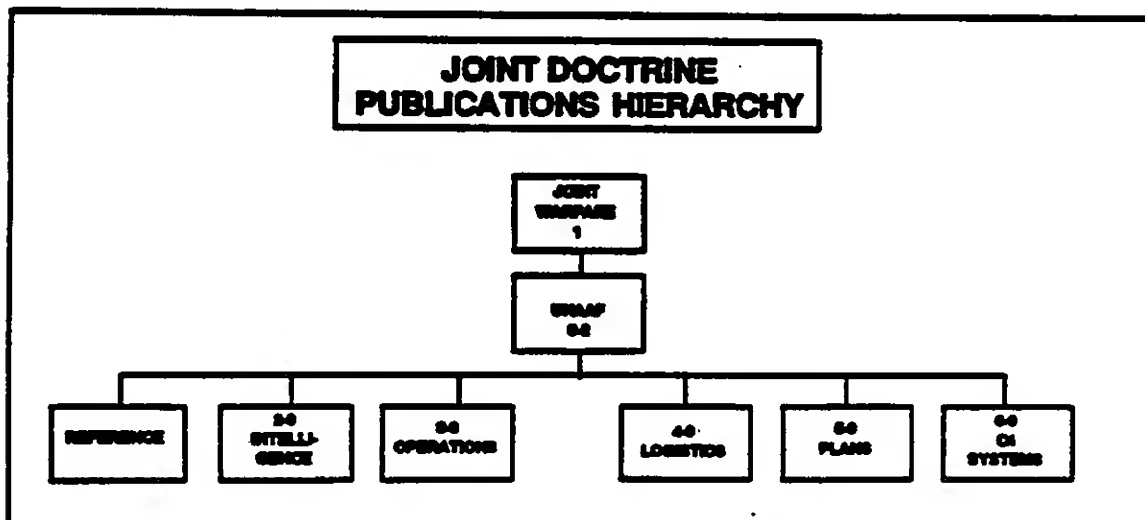 JOINT DOCTRINE
PUBLICATIONS HIERARCHY
JOINT
WARFARE
1
UNAAF
0-2
REFERENCE
2-0
INTELLI-
GENCE
3-0
OPERATIONS
4-0
LOGISTICS
5-0
PLANS
6-0
C4
SYSTEMS